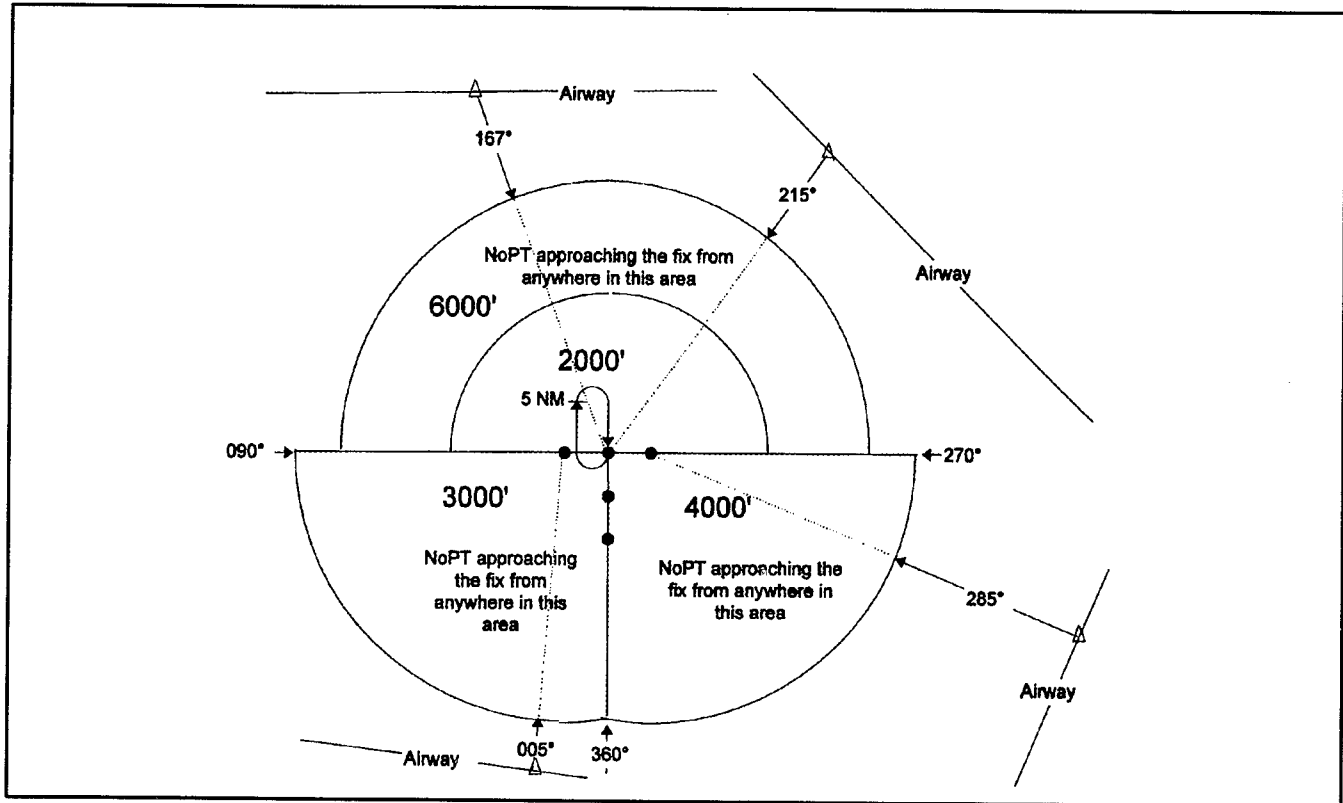 Airway
167°
215°
NoPT approaching the fix from
anywhere in this area
Airway
6000'
2000'
5 NM
090°
270°
3000'
4000'
NoPT approaching
the fix from
anywhere in this
area
NoPT approaching the
fix from anywhere in
this area
285°
Airway
005°
360°
Airway